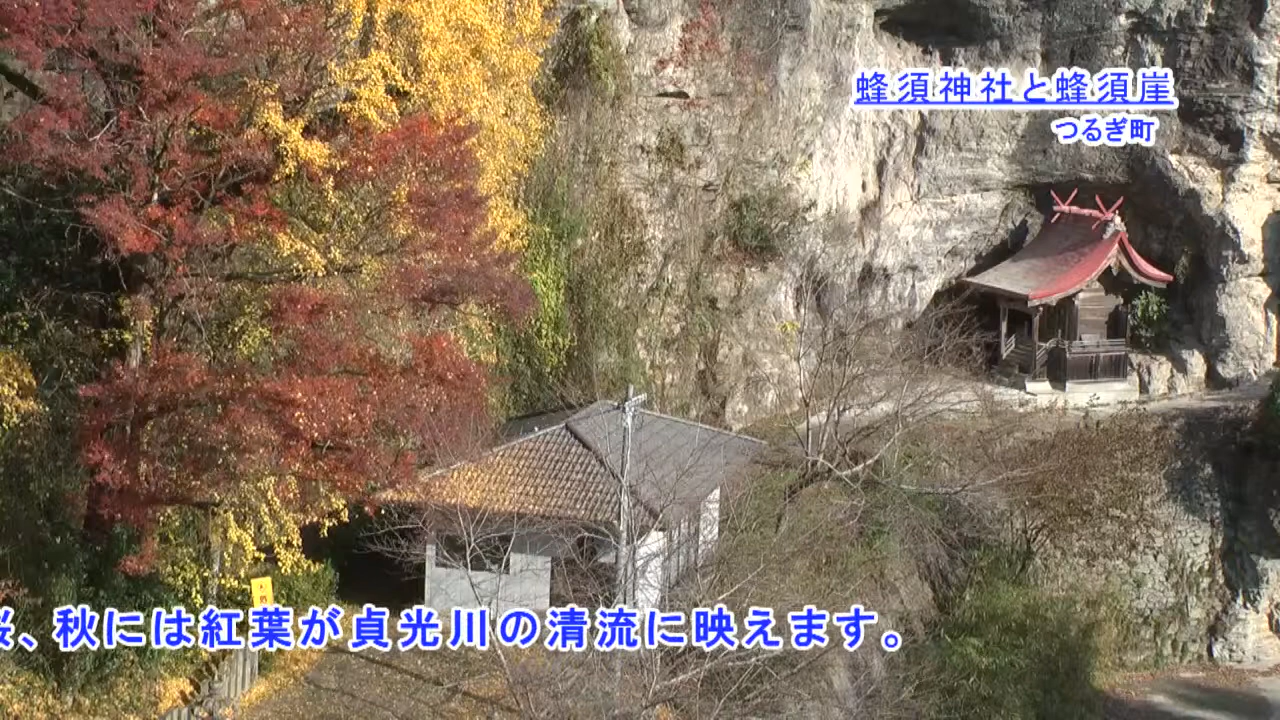 蜂須神社と蜂須崖
つるぎ町
桜、秋には紅葉が貞光川の清流に映えます。